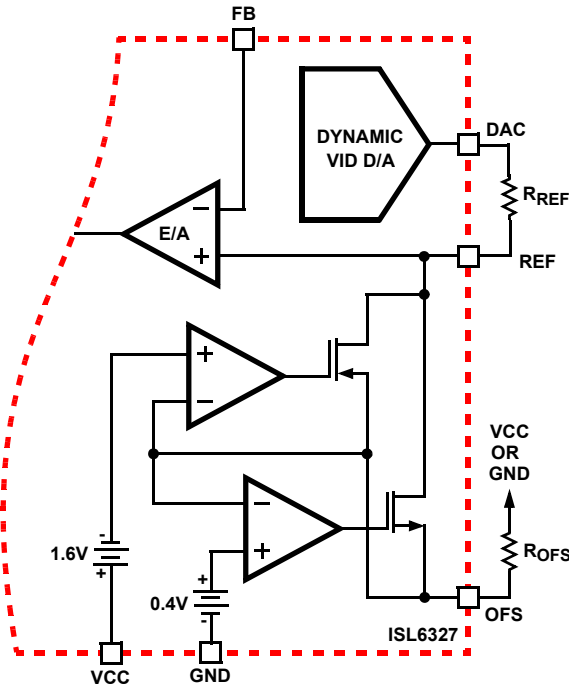 FB
DYNAMIC
VID D/A
DAC
RREF
E/A
−
+
REF
+
−
VCC
OR
GND
−
+
-
1.6V
+
+
0.4V
-
ROFS
OFS
ISL6327
VCC
GND